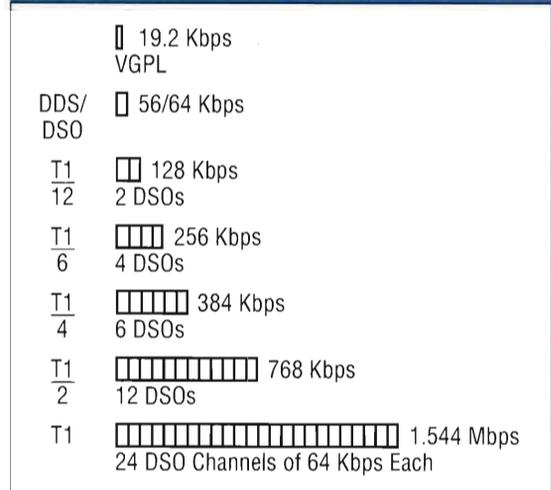 19.2 Kbps
VGPL
DDS/ 56/64 Kbps
DSO
T1/12 128 Kbps
2 DSOs
T1/6 256 Kbps
4 DSOs
T1/4 384 Kbps
6 DSOs
T1/2 768 Kbps
12 DSOs
T1 1.544 Mbps
24 DSO Channels of 64 Kbps Each